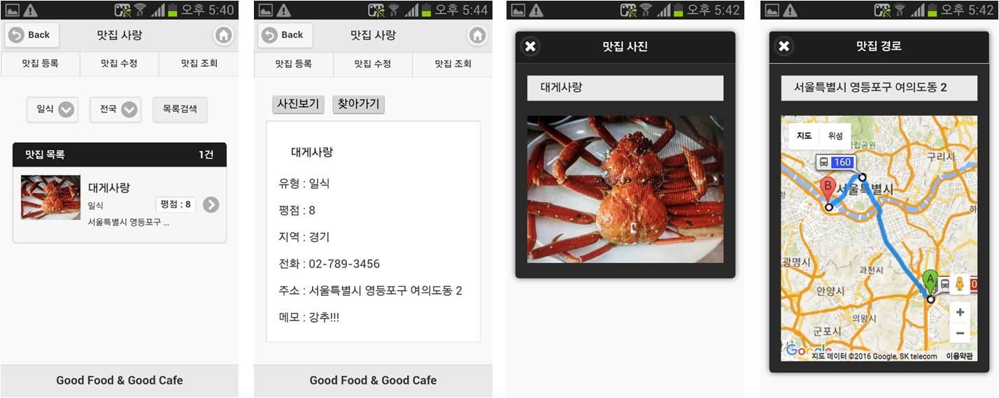 오후 5:40
Back
맛집 사랑
맛집 등록
맛집 수정
맛집 조회
일식
전국
목록검색
맛집 목록
1건
대게사랑
일식
평점 : 8
서울특별시 영등포구 ...
Good Food & Good Cafe
오후 5:44
Back
맛집 사랑
맛집 등록
맛집 수정
맛집 조회
사진보기
찾아가기
대게사랑
유형 : 일식
평점 : 8
지역 : 경기
전화 : 02-789-3456
주소 : 서울특별시 영등포구 여의도동 2
메모 : 강추!!!
Good Food & Good Cafe
오후 5:42
맛집 사진
대게사랑
오후 5:42
맛집 경로
서울특별시 영등포구 여의도동 2
지도
위성
구리시
160
B
서울특별시
광명시
과천시
A
0
안양시
의왕시
군포시
+
−
Google
지도 데이터 ©2016 Google, SK telecom
이용약관